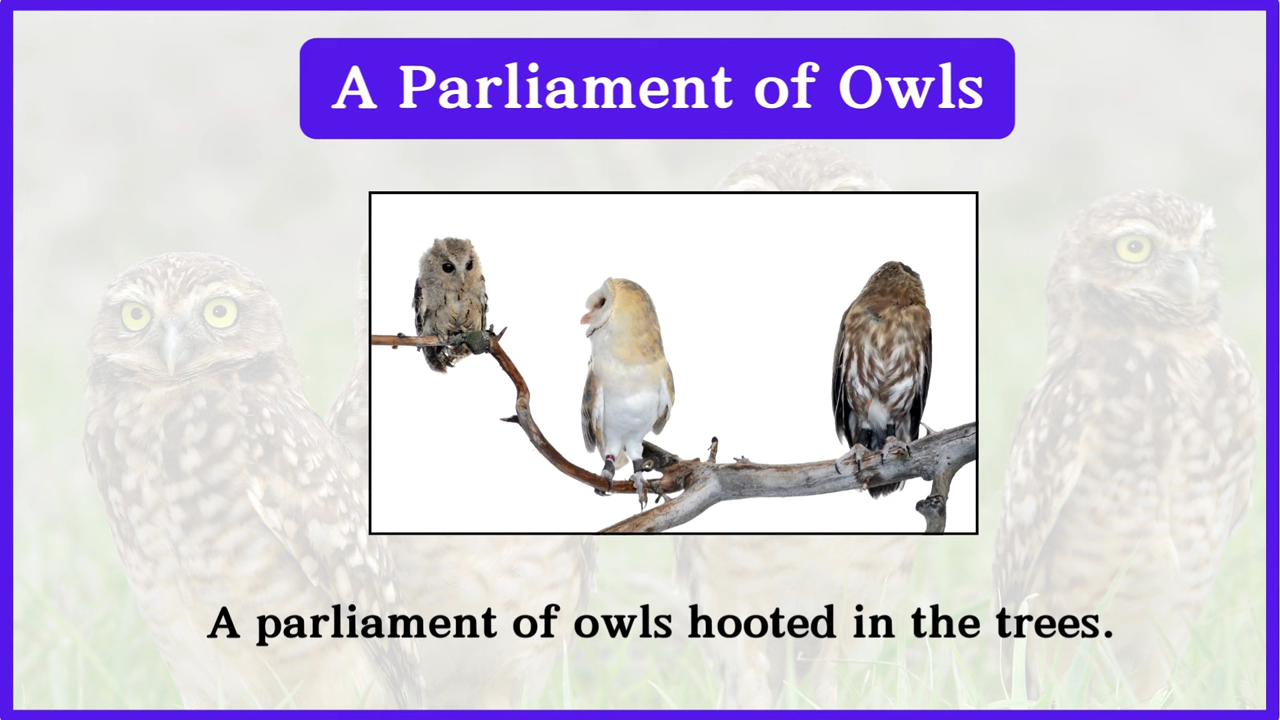 A Parliament of Owls
A parliament of owls hooted in the trees.